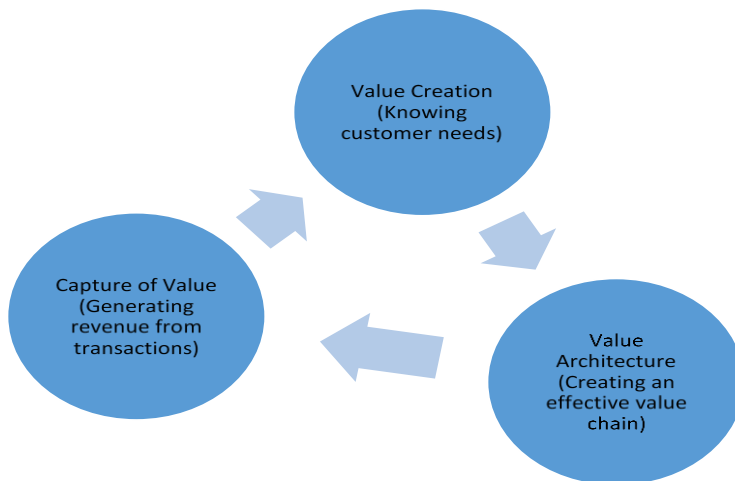 Value Creation
(Knowing
customer needs)
Capture of Value
(Generating
revenue from
transactions)
Value
Architecture
(Creating an
effective value
chain)